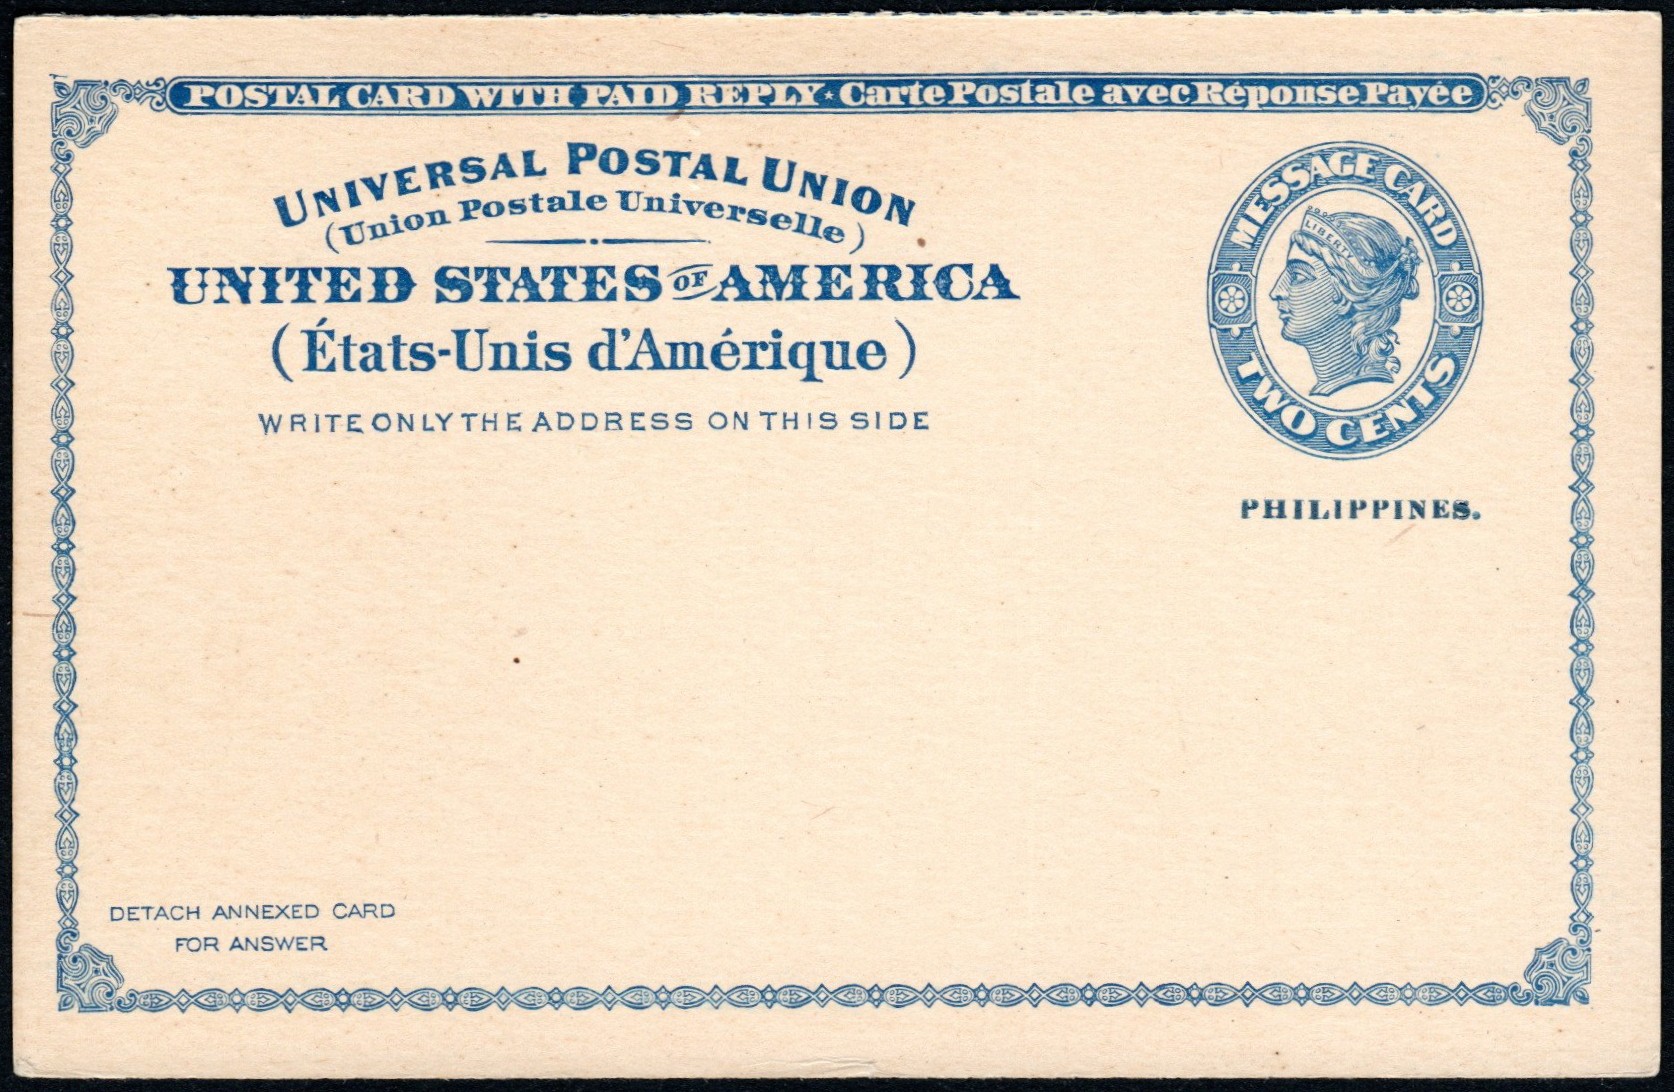 POSTAL CARD WITH PAID REPLY ⋆ Carte Postale avec Réponse Payée
UNIVERSAL POSTAL UNION
(Union Postale Universelle)
UNITED STATES OF AMERICA
(États-Unis d'Amérique)
WRITE ONLY THE ADDRESS ON THIS SIDE
MESSAGE CARD
LIBERTY
TWO CENTS
PHILIPPINES.
DETACH ANNEXED CARD
FOR ANSWER